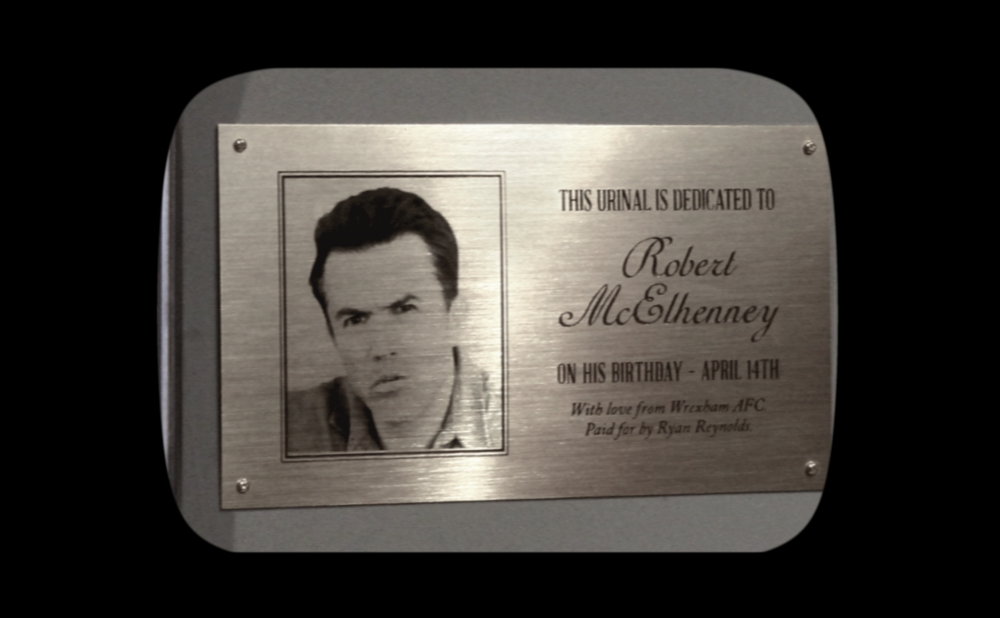 THIS URINAL IS DEDICATED TO
Robert
McElhenney
ON HIS BIRTHDAY - APRIL 14TH
With love from Wrexham AFC.
Paid for by Ryan Reynolds.